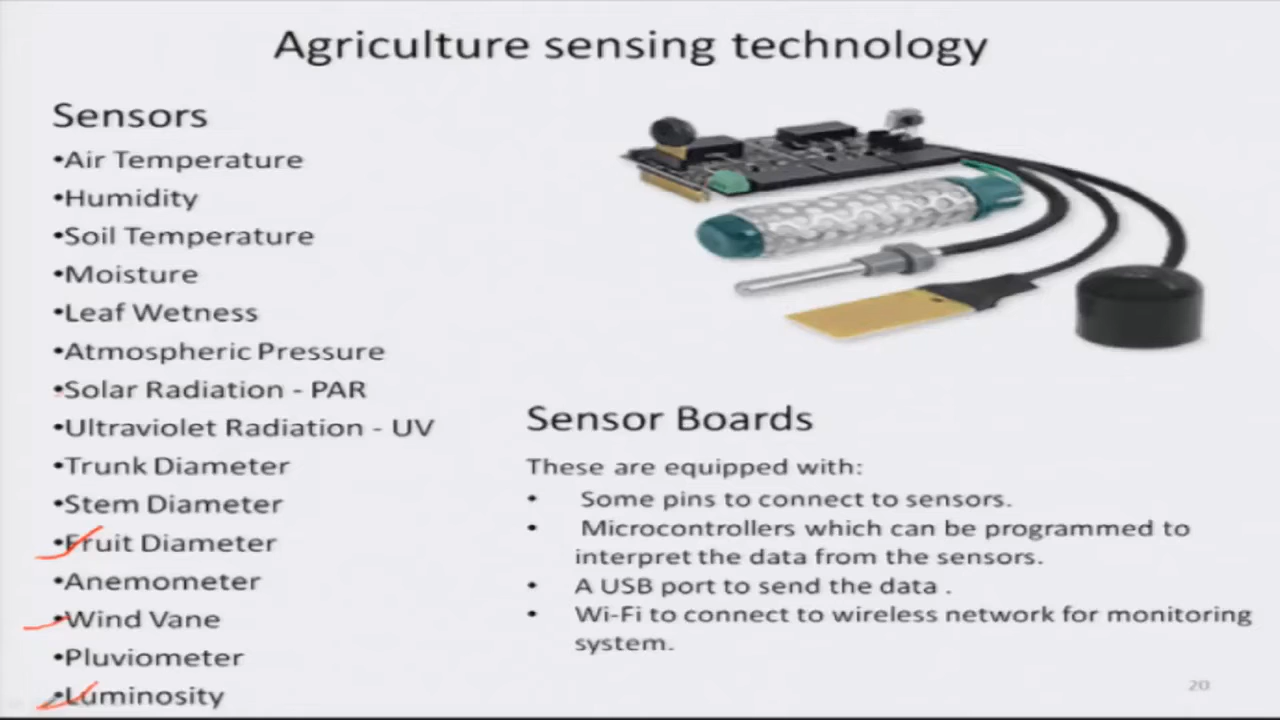 Agriculture sensing technology
Sensors
•Air Temperature
•Humidity
•Soil Temperature
•Moisture
•Leaf Wetness
•Atmospheric Pressure
•Solar Radiation - PAR
•Ultraviolet Radiation - UV
•Trunk Diameter
•Stem Diameter
•Fruit Diameter
•Anemometer
•Wind Vane
•Pluviometer
•Luminosity
Sensor Boards
These are equipped with:
• Some pins to connect to sensors.
• Microcontrollers which can be programmed to
interpret the data from the sensors.
• A USB port to send the data .
• Wi-Fi to connect to wireless network for monitoring
system.
20